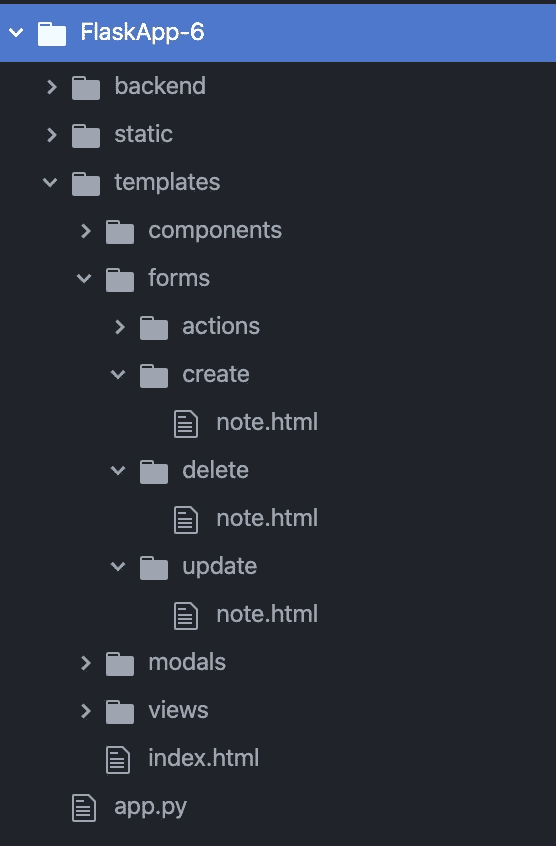 FlaskApp-6
backend
static
templates
components
forms
actions
create
note.html
delete
note.html
update
note.html
modals
views
index.html
app.py